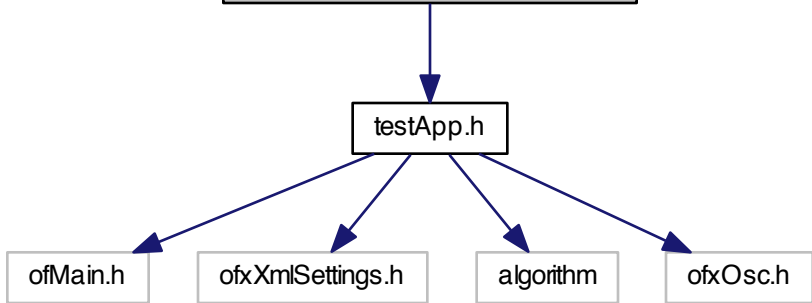 testApp.h
ofMain.h
ofxXmlSettings.h
algorithm
ofxOsc.h